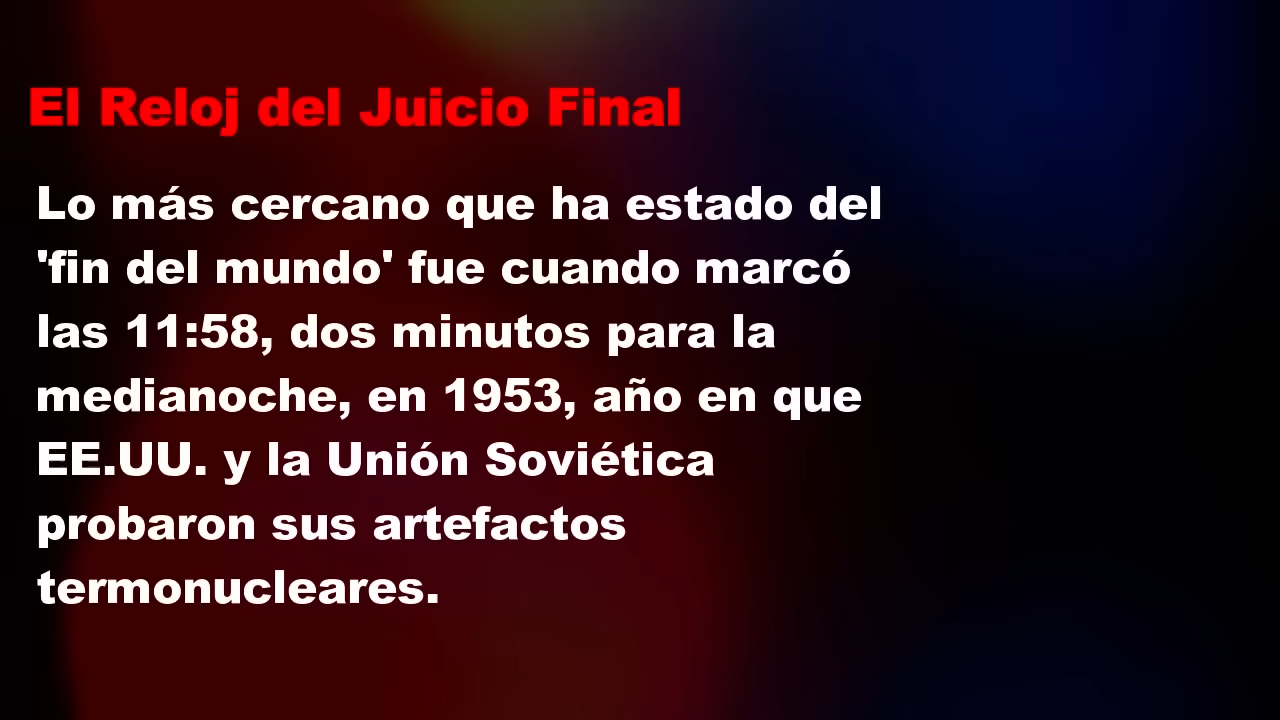 El Reloj del Juicio Final
Lo más cercano que ha estado del
'fin del mundo' fue cuando marcó
las 11:58, dos minutos para la
medianoche, en 1953, año en que
EE.UU. y la Unión Soviética
probaron sus artefactos
termonucleares.